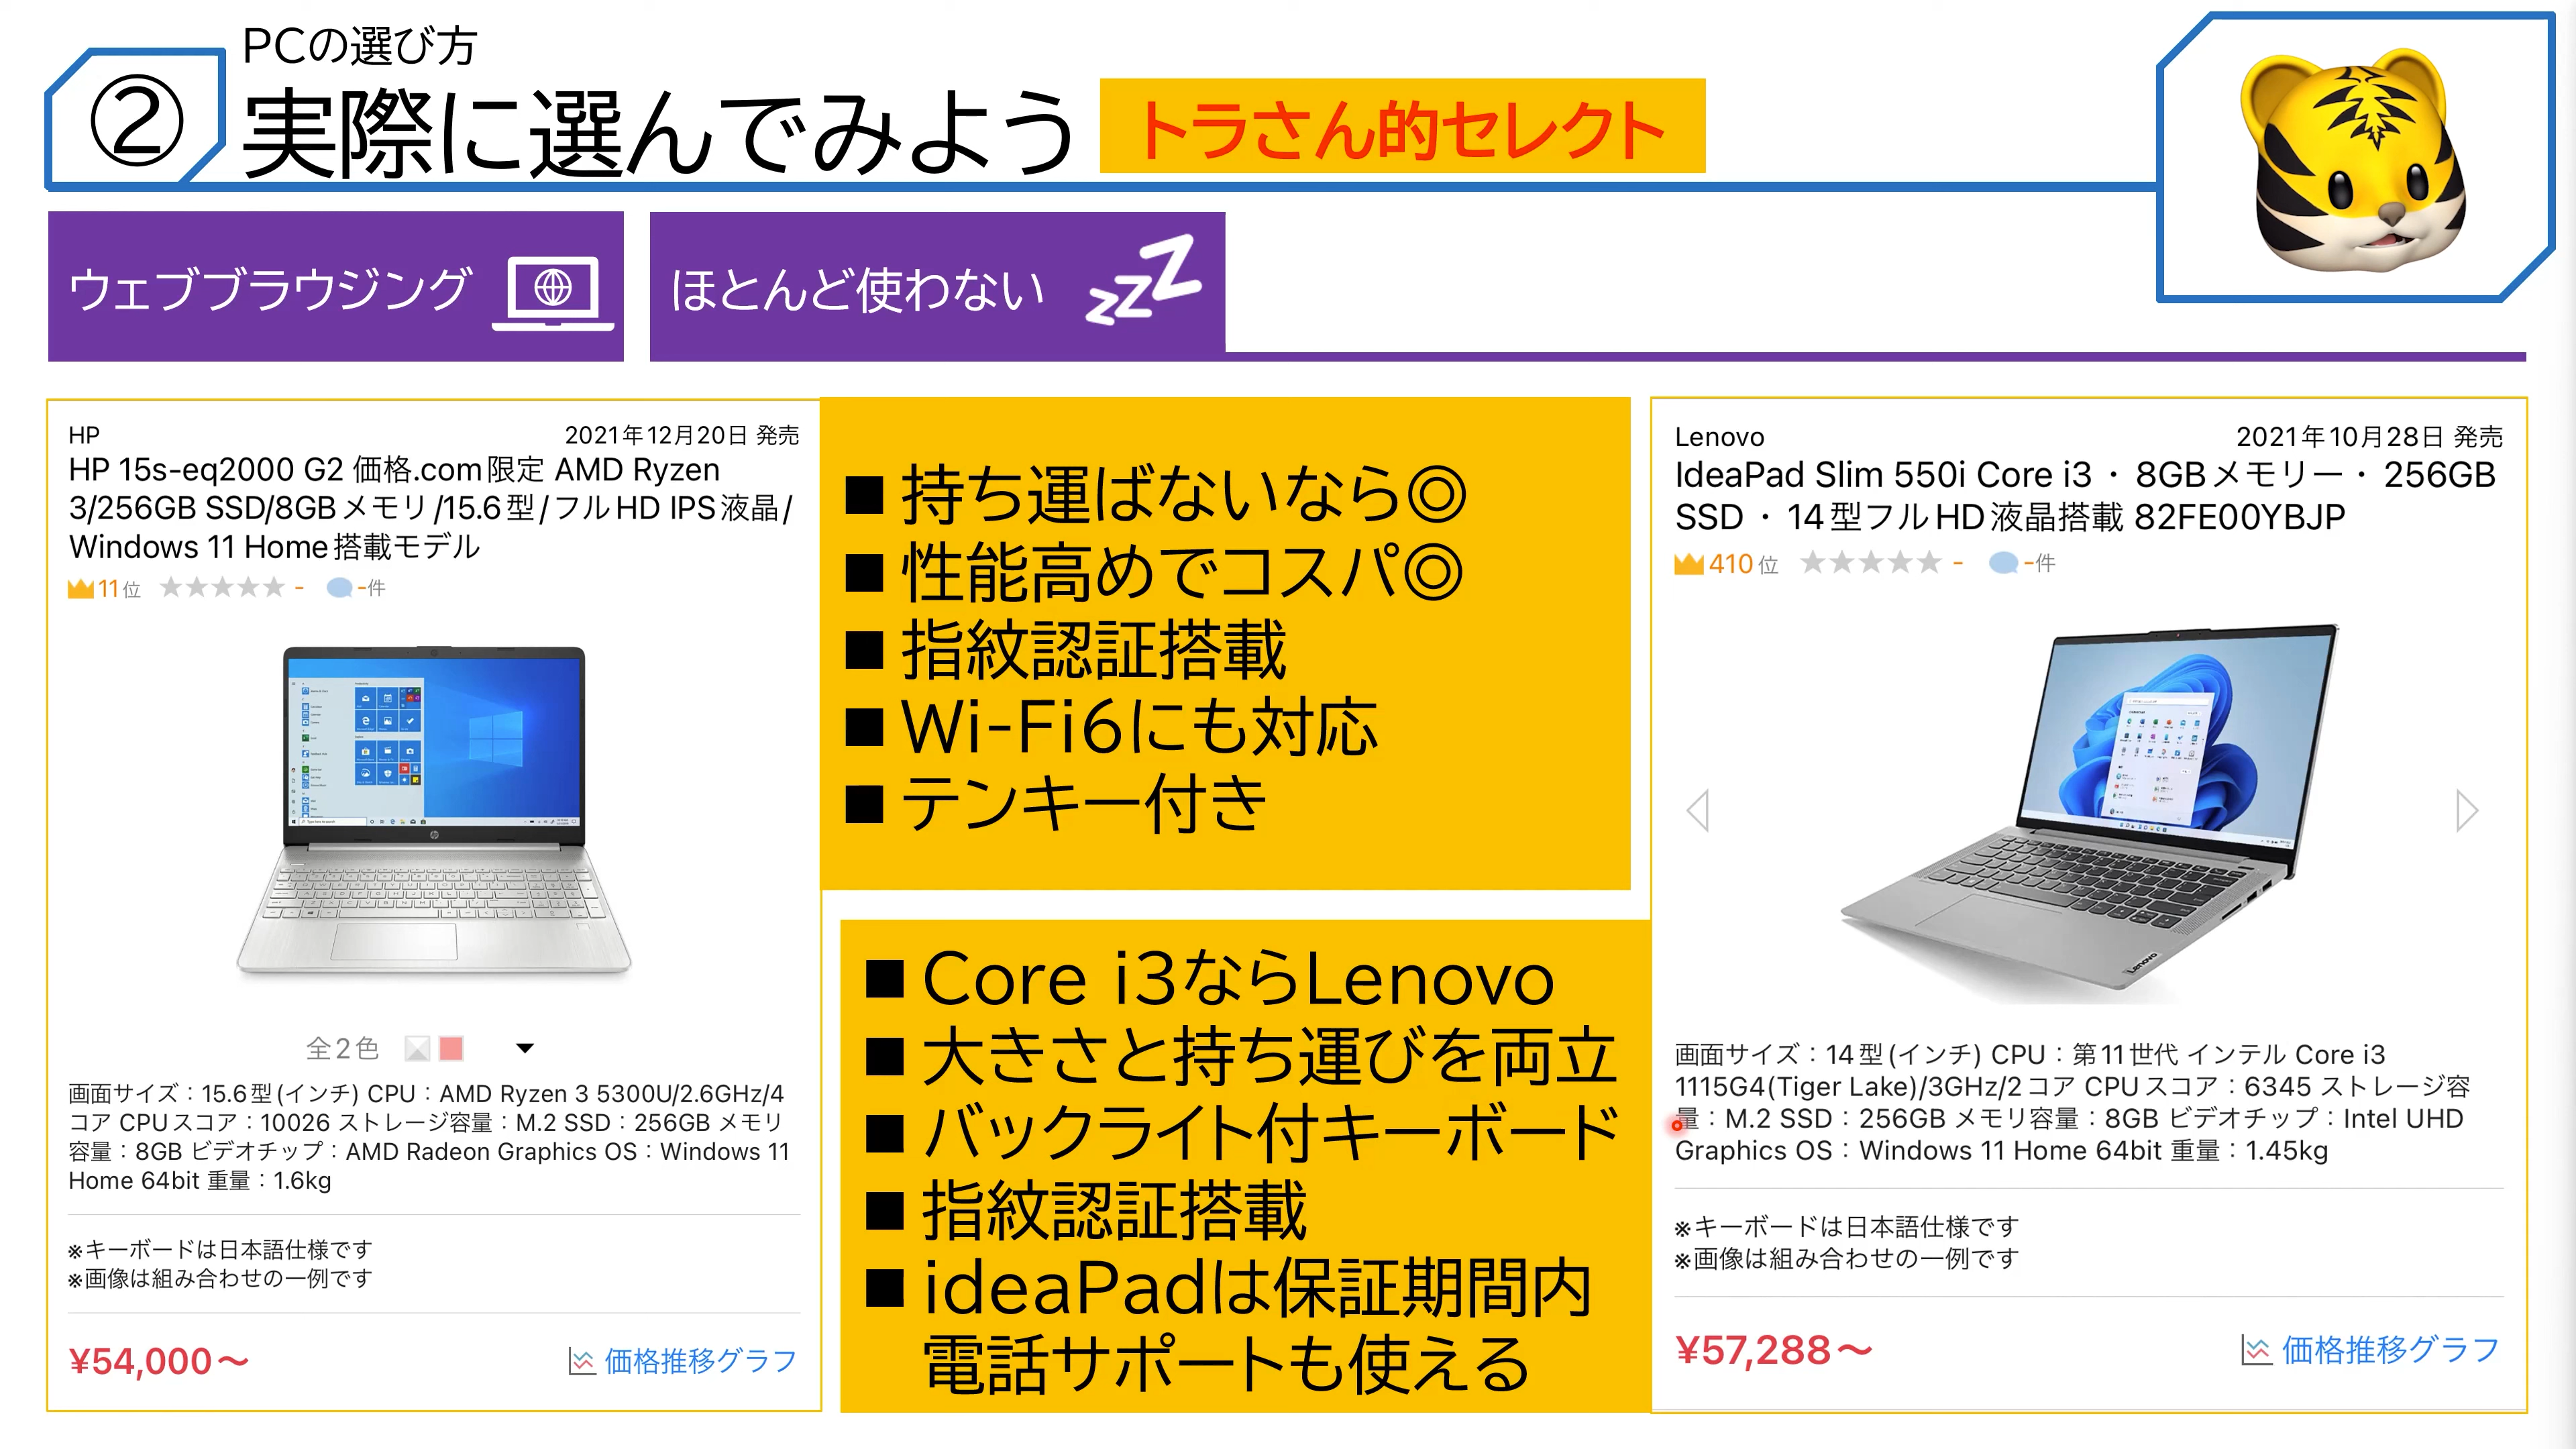 PCの選び方
② 実際に選んでみよう トラさん的セレクト
ウェブブラウジング
ほとんど使わない zzZ
HP 2021年12月20日 発売
HP 15s-eq2000 G2 価格.com限定 AMD Ryzen
3/256GB SSD/8GBメモリ/15.6型/フルHD IPS液晶/
Windows 11 Home搭載モデル
11位 ★★★★★ - -件
hp
全2色
画面サイズ：15.6型(インチ) CPU：AMD Ryzen 3 5300U/2.6GHz/4
コア CPUスコア：10026 ストレージ容量：M.2 SSD：256GB メモリ
容量：8GB ビデオチップ：AMD Radeon Graphics OS：Windows 11
Home 64bit 重量：1.6kg
※キーボードは日本語仕様です
※画像は組み合わせの一例です
¥54,000～ 価格推移グラフ
■ 持ち運ばないなら◎
■ 性能高めでコスパ◎
■ 指紋認証搭載
■ Wi-Fi6にも対応
■ テンキー付き
■ Core i3ならLenovo
■ 大きさと持ち運びを両立
■ バックライト付キーボード
■ 指紋認証搭載
■ ideaPadは保証期間内
電話サポートも使える
Lenovo 2021年10月28日 発売
IdeaPad Slim 550i Core i3・8GBメモリー・256GB
SSD・14型フルHD液晶搭載 82FE00YBJP
410位 ★★★★★ - -件
Lenovo
画面サイズ：14型(インチ) CPU：第11世代 インテル Core i3
1115G4(Tiger Lake)/3GHz/2コア CPUスコア：6345 ストレージ容
量：M.2 SSD：256GB メモリ容量：8GB ビデオチップ：Intel UHD
Graphics OS：Windows 11 Home 64bit 重量：1.45kg
※キーボードは日本語仕様です
※画像は組み合わせの一例です
¥57,288～ 価格推移グラフ